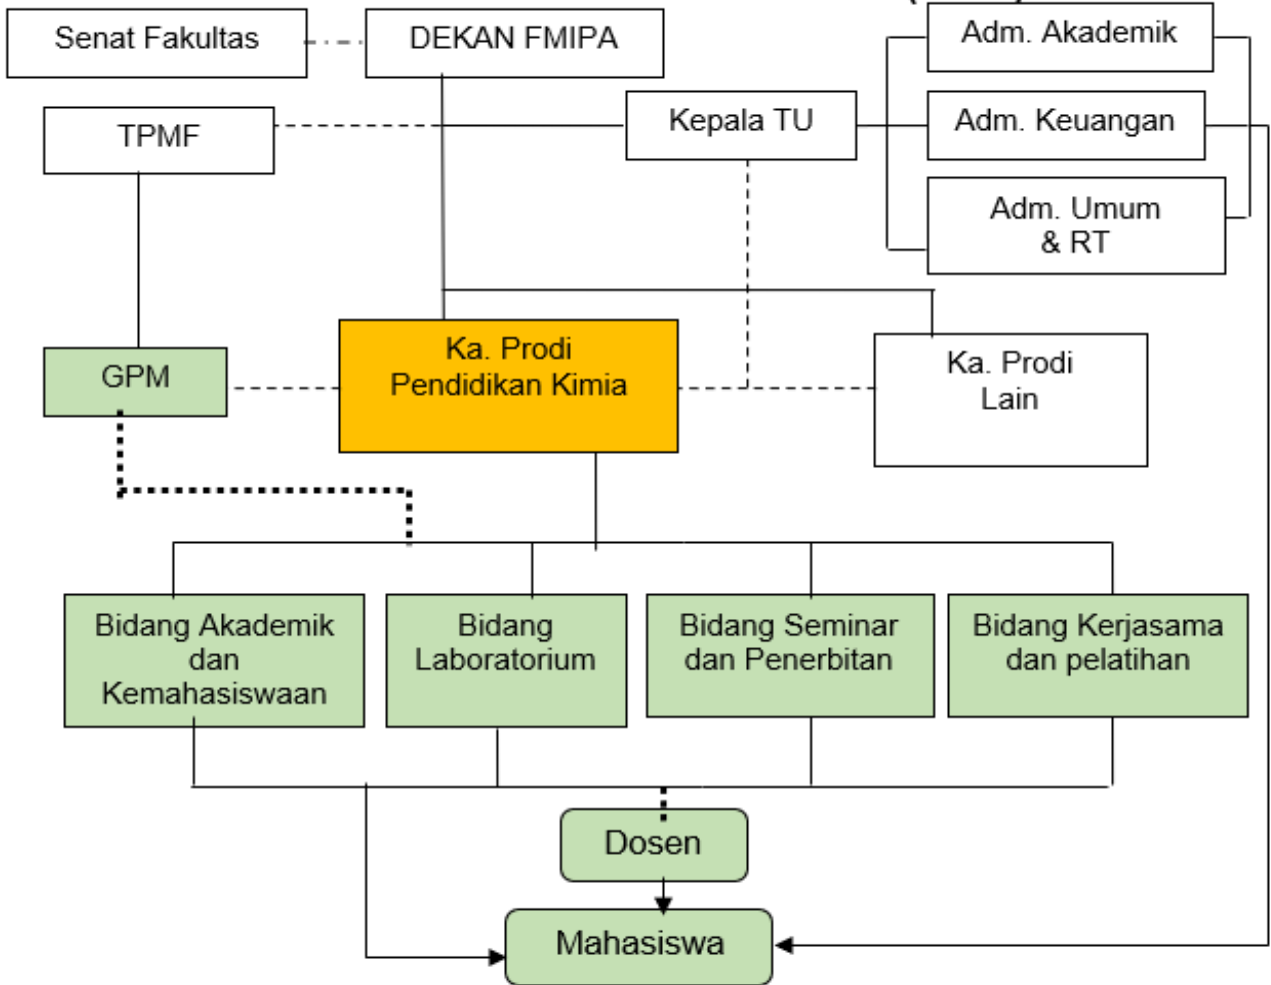 Senat Fakultas
DEKAN FMIPA
Adm. Akademik
TPMF
Kepala TU
Adm. Keuangan
Adm. Umum
& RT
GPM
Ka. Prodi
Pendidikan Kimia
Ka. Prodi
Lain
Bidang Akademik
dan
Kemahasiswaan
Bidang
Laboratorium
Bidang Seminar
dan Penerbitan
Bidang Kerjasama
dan pelatihan
Dosen
Mahasiswa